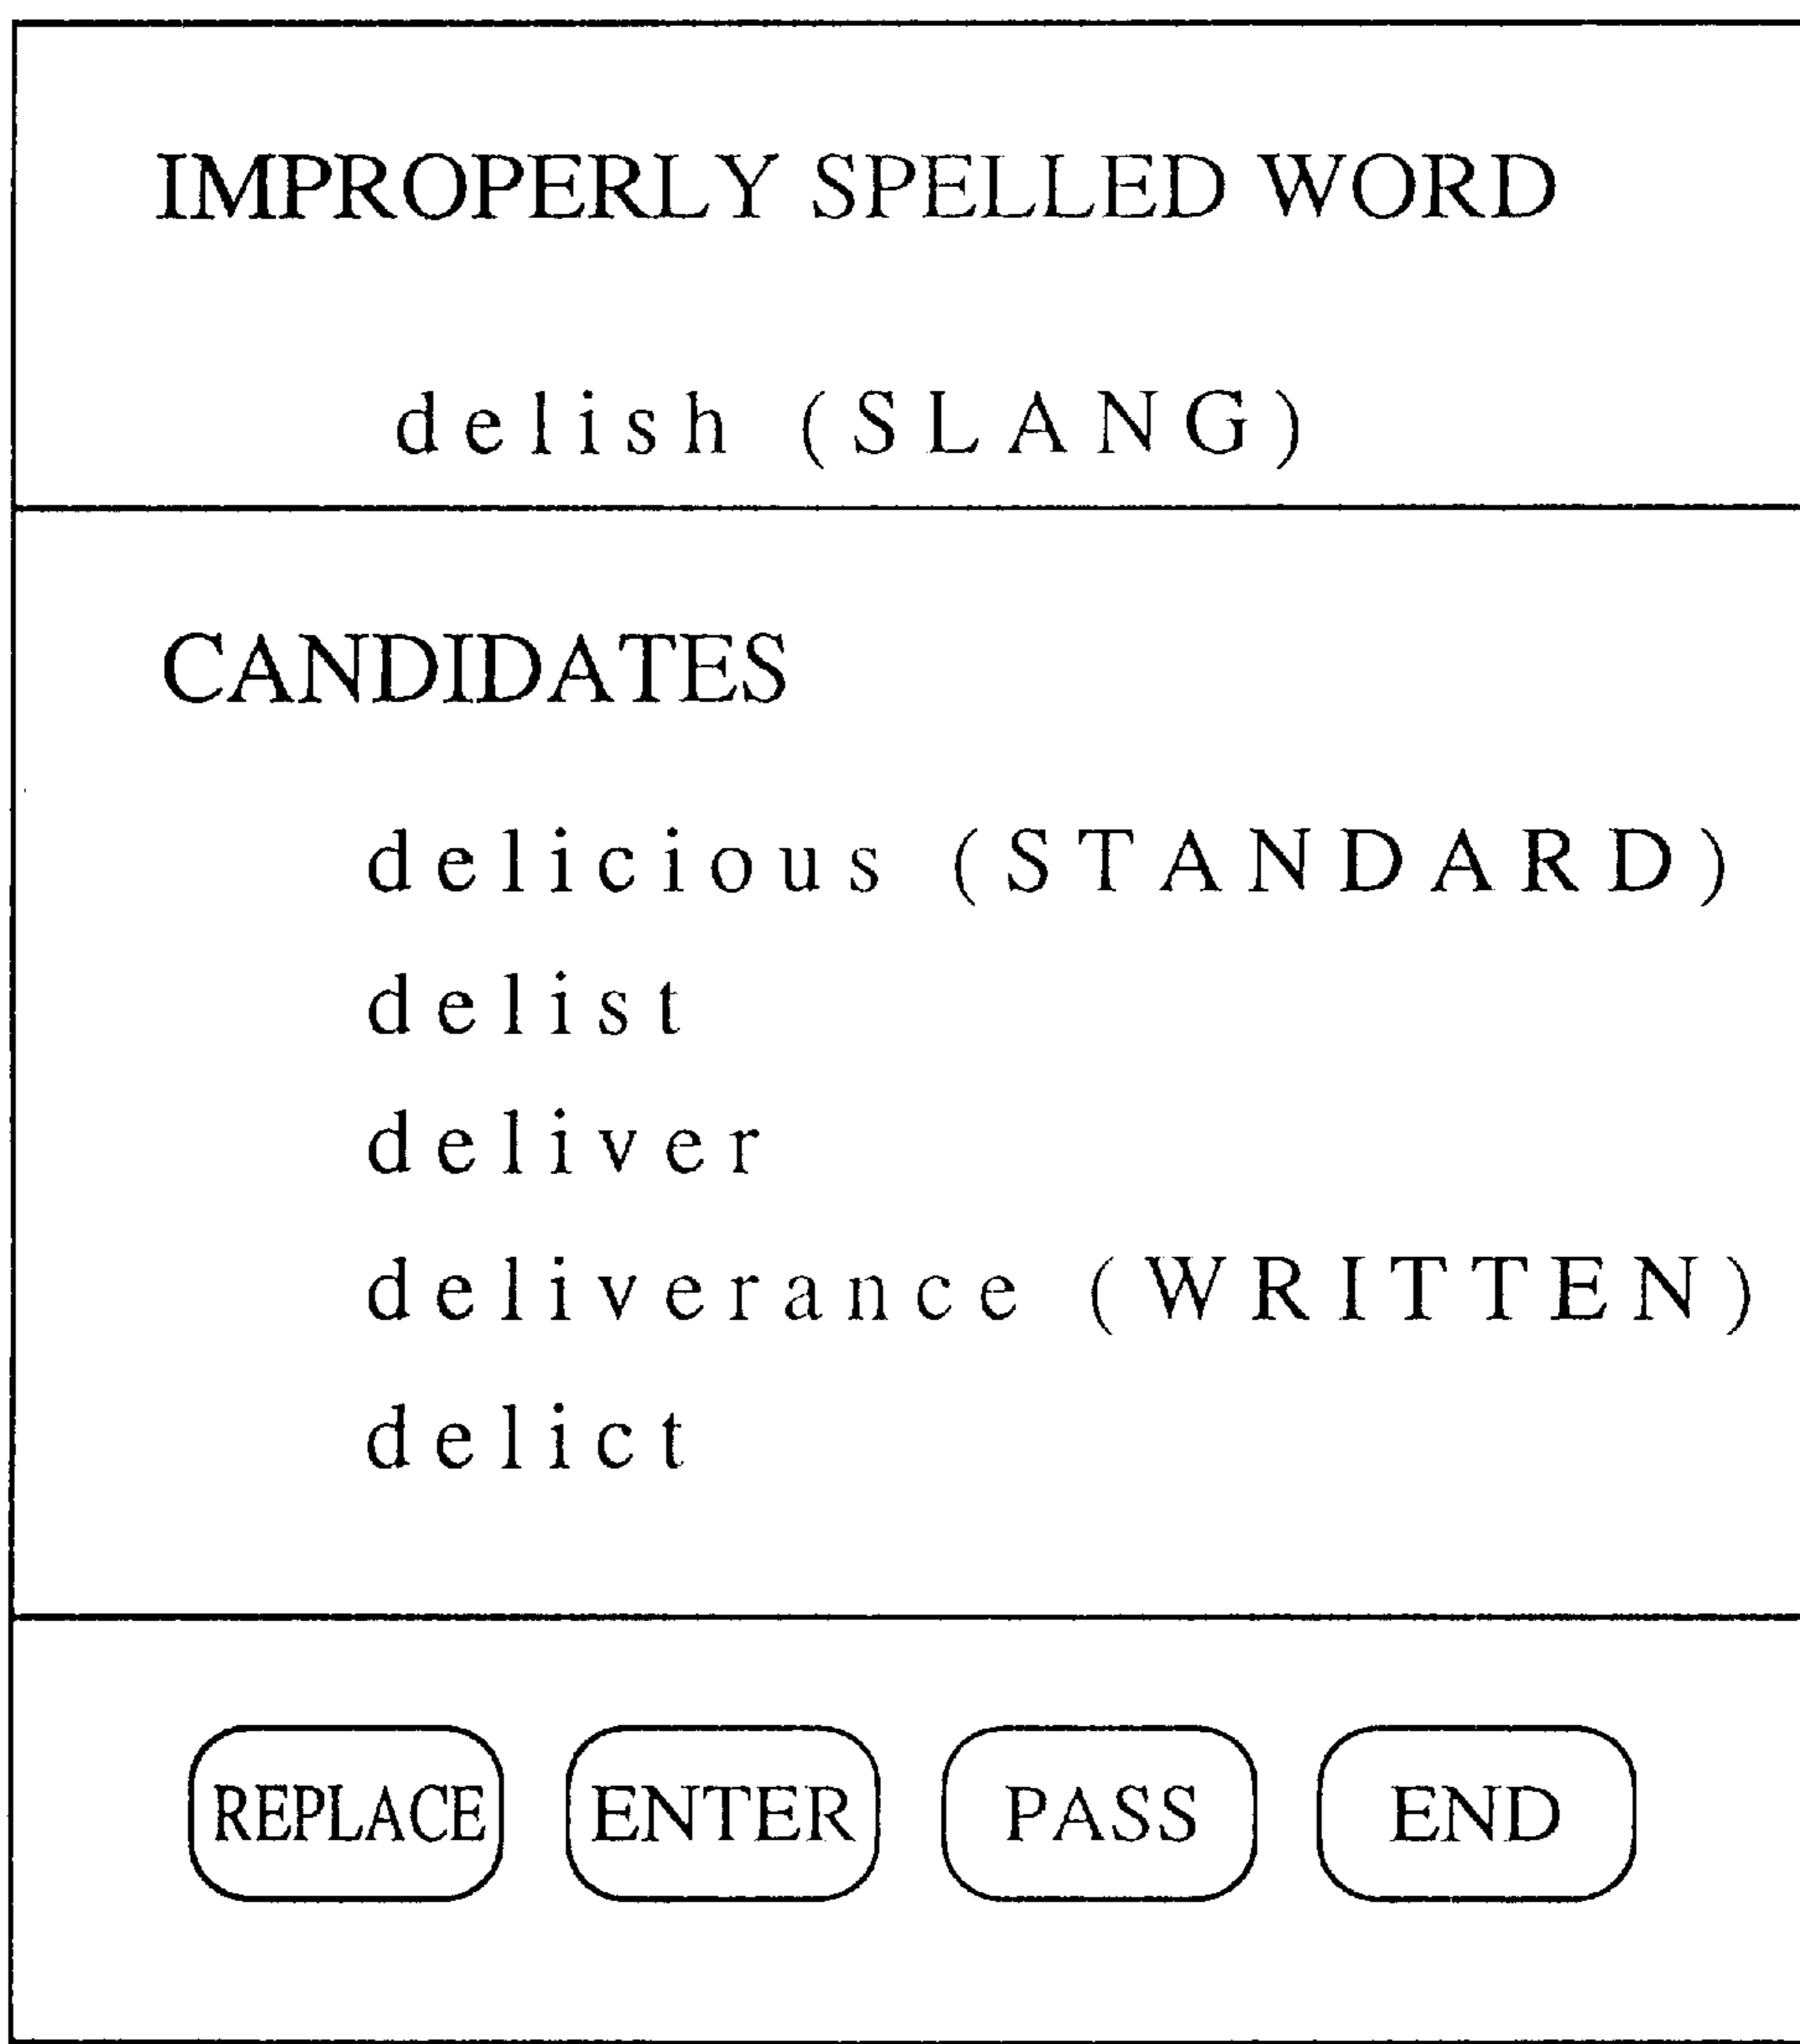 IMPROPERLY SPELLED WORD
delish (SLANG)
CANDIDATES
delicious (STANDARD)
delist
deliver
deliverance (WRITTEN)
delict
REPLACE ENTER PASS END